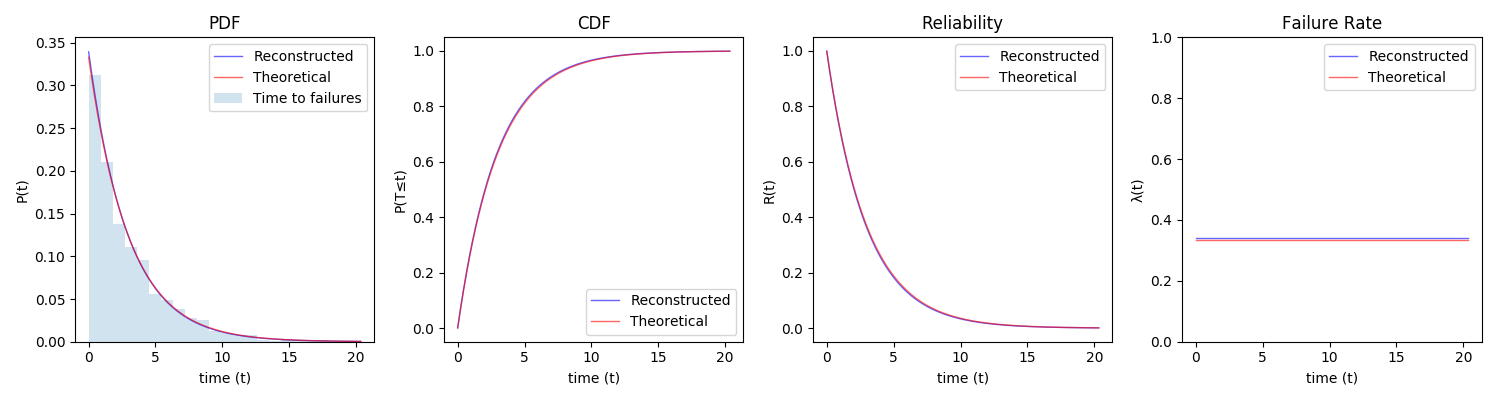 PDF
0.35
0.30
0.25
0.20
0.15
0.10
0.05
0.00
P(t)
Reconstructed
Theoretical
Time to failures
0 5 10 15 20
time (t)
CDF
1.0
0.8
0.6
0.4
0.2
0.0
P(T≤t)
Reconstructed
Theoretical
0 5 10 15 20
time (t)
Reliability
1.0
0.8
0.6
0.4
0.2
0.0
R(t)
Reconstructed
Theoretical
0 5 10 15 20
time (t)
Failure Rate
1.0
0.8
0.6
0.4
0.2
0.0
λ(t)
Reconstructed
Theoretical
0 5 10 15 20
time (t)